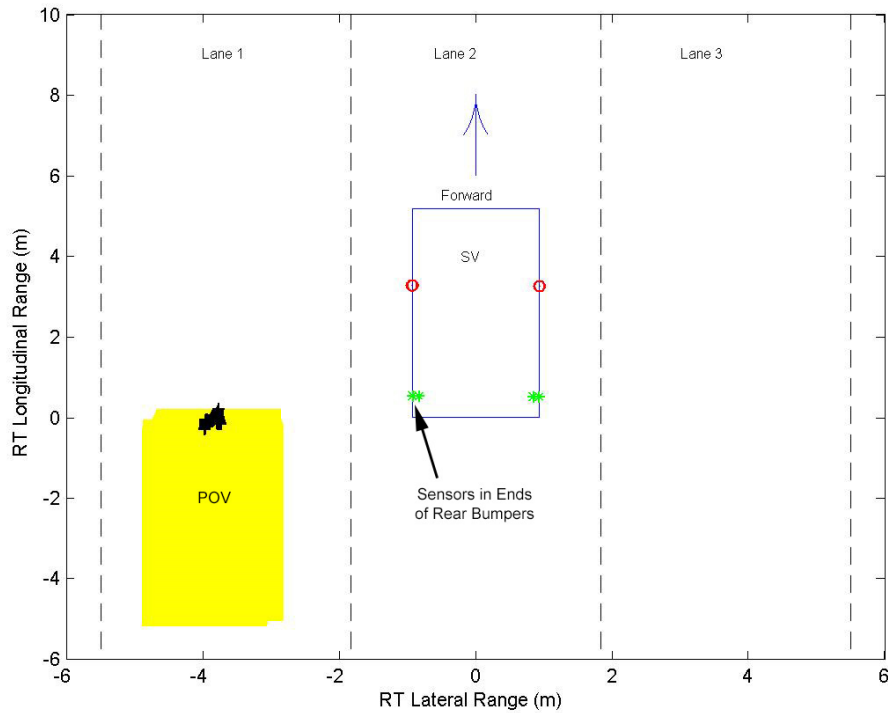 10
8
6
4
2
0
-2
-4
-6
RT Longitudinal Range (m)
Lane 1
Lane 2
Lane 3
Forward
SV
POV
Sensors in Ends
of Rear Bumpers
-6
-4
-2
0
2
4
6
RT Lateral Range (m)